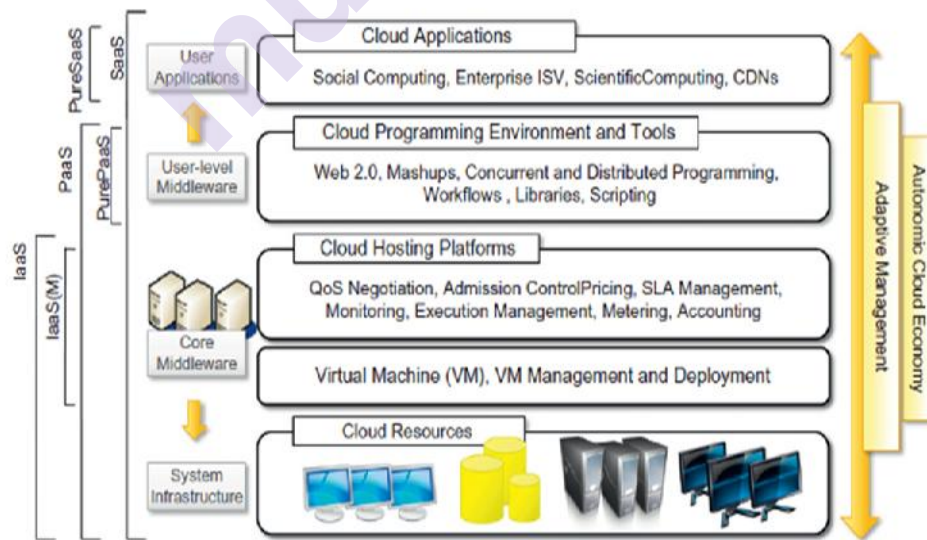 Cloud Applications
User
Applications
Social Computing, Enterprise ISV, ScientificComputing, CDNs
PureSaaS
SaaS
Cloud Programming Environment and Tools
User-level
Middleware
Web 2.0, Mashups, Concurrent and Distributed Programming,
Workflows , Libraries, Scripting
PaaS
PurePaaS
Cloud Hosting Platforms
QoS Negotiation, Admission ControlPricing, SLA Management,
Monitoring, Execution Management, Metering, Accounting
IaaS
IaaS(M)
Core
Middleware
Virtual Machine (VM), VM Management and Deployment
Cloud Resources
System
Infrastructure
Adaptive Management
Autonomic Cloud Economy